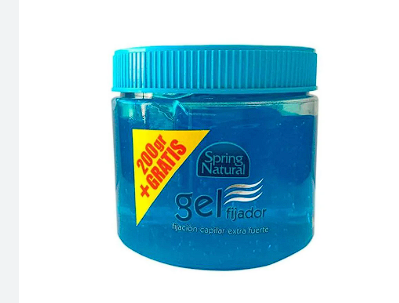 200gr
+ GRATIS
Spring
Natural
gel
fijador
fijación capilar extra fuerte